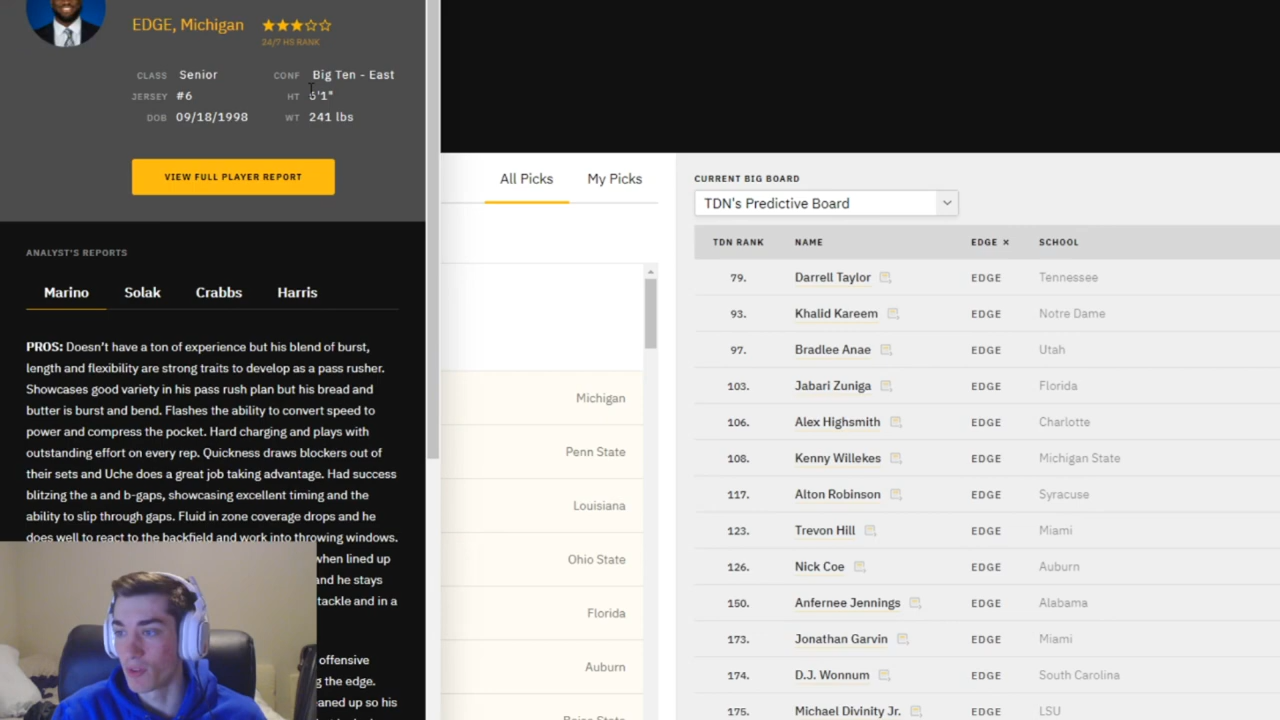 EDGE, Michigan
24/7 HS RANK
CLASS Senior CONF Big Ten - East
JERSEY #6 HT 6'1"
DOB 09/18/1998 WT 241 lbs
VIEW FULL PLAYER REPORT
ANALYST'S REPORTS
Marino Solak Crabbs Harris
PROS: Doesn't have a ton of experience but his blend of burst,
length and flexibility are strong traits to develop as a pass rusher.
Showcases good variety in his pass rush plan but his bread and
butter is burst and bend. Flashes the ability to convert speed to
power and compress the pocket. Hard charging and plays with
outstanding effort on every rep. Quickness draws blockers out of
their sets and Uche does a great job taking advantage. Had success
blitzing the a and b-gaps, showcasing excellent timing and the
ability to slip through gaps. Fluid in zone coverage drops and he
does well to react to the backfield and work into throwing windows.
when lined up
and he stays
tackle and in a
offensive
g the edge.
eaned up so his
All Picks My Picks
Michigan
Penn State
Louisiana
Ohio State
Florida
Auburn
CURRENT BIG BOARD
TDN's Predictive Board
TDN RANK NAME EDGE × SCHOOL
79. Darrell Taylor EDGE Tennessee
93. Khalid Kareem EDGE Notre Dame
97. Bradlee Anae EDGE Utah
103. Jabari Zuniga EDGE Florida
106. Alex Highsmith EDGE Charlotte
108. Kenny Willekes EDGE Michigan State
117. Alton Robinson EDGE Syracuse
123. Trevon Hill EDGE Miami
126. Nick Coe EDGE Auburn
150. Anfernee Jennings EDGE Alabama
173. Jonathan Garvin EDGE Miami
174. D.J. Wonnum EDGE South Carolina
175. Michael Divinity Jr. EDGE LSU